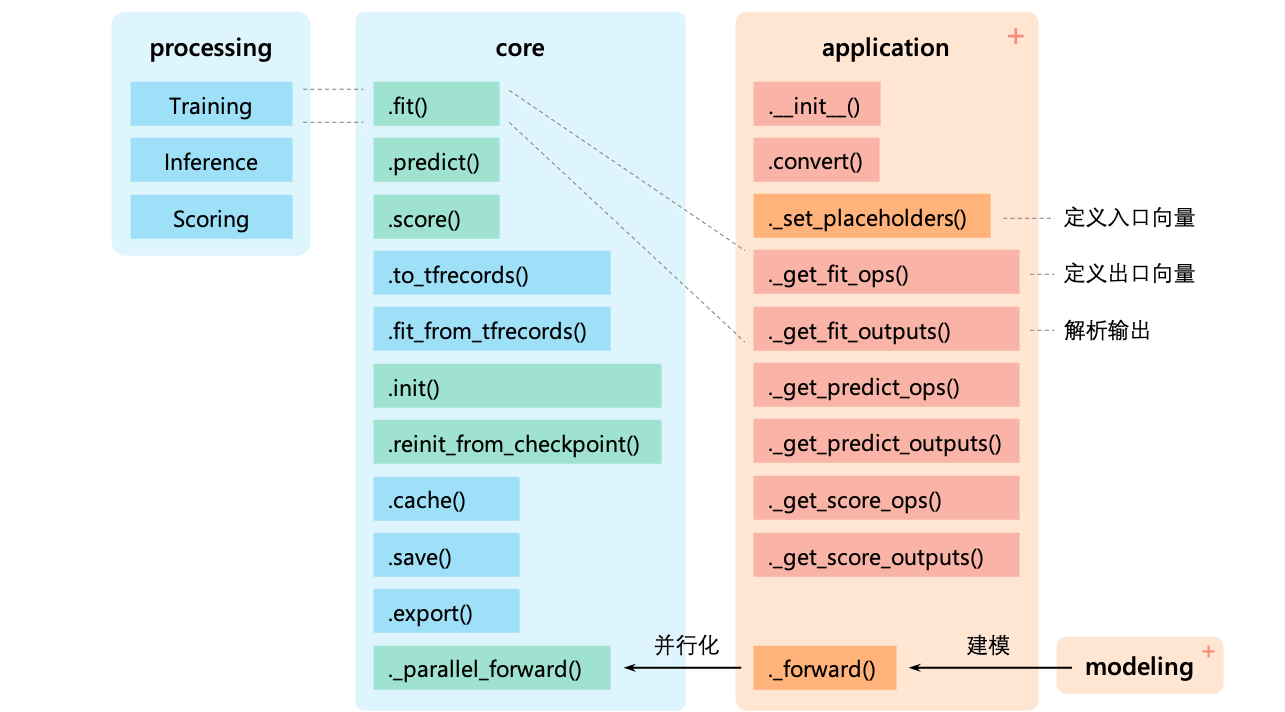 processing
Training
Inference
Scoring
core
.fit()
.predict()
.score()
.to_tfrecords()
.fit_from_tfrecords()
.init()
.reinit_from_checkpoint()
.cache()
.save()
.export()
._parallel_forward()
application
+
.__init__()
.convert()
._set_placeholders()
._get_fit_ops()
._get_fit_outputs()
._get_predict_ops()
._get_predict_outputs()
._get_score_ops()
._get_score_outputs()
._forward()
定义入口向量
定义出口向量
解析输出
并行化
建模
modeling
+